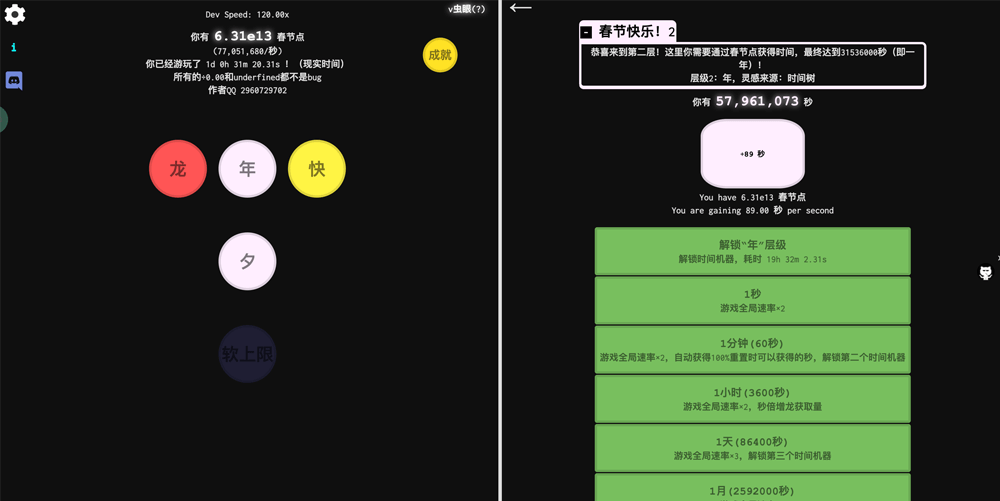 Dev Speed: 120.00x
v虫眼(?)
你有 6.31e13 春节点
(77,051,680/秒)
你已经游玩了 1d 0h 31m 20.31s ! (现实时间)
所有的+0.00和underfined都不是bug
作者QQ 2960729702
成就
i
龙
年
快
夕
软上限
春节快乐! 2
恭喜来到第二层!这里你需要通过春节点获得时间,最终达到31536000秒(即一
年)!
层级2: 年,灵感来源: 时间树
你有 57,961,073 秒
+89 秒
You have 6.31e13 春节点
You are gaining 89.00 秒 per second
解锁“年”层级
解锁时间机器,耗时 19h 32m 2.31s
1秒
游戏全局速率×2
1分钟(60秒)
游戏全局速率×2,自动获得100%重置时可以获得的秒,解锁第二个时间机器
1小时(3600秒)
游戏全局速率×2,秒倍增龙获取量
1天(86400秒)
游戏全局速率×3,解锁第三个时间机器
1月(2592000秒)